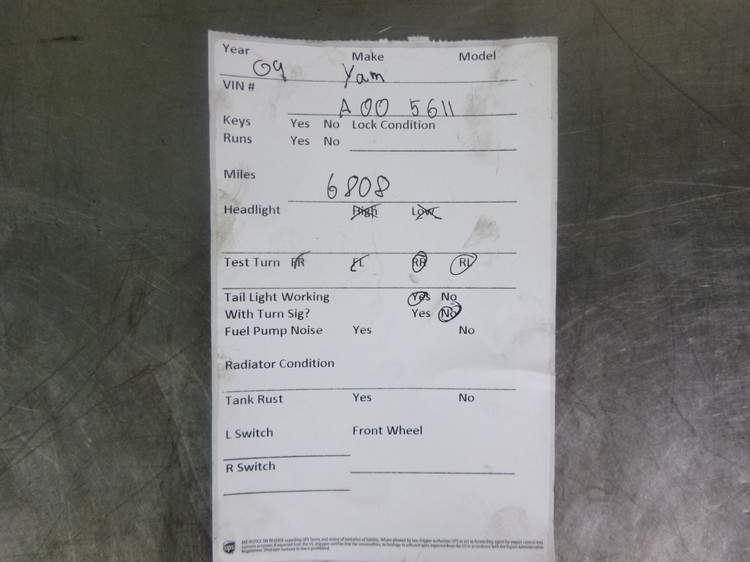 Year Make Model
09 Yam
VIN #
A 00 5611
Keys Yes No Lock Condition
Runs Yes No
Miles
6808
Headlight High Low
Test Turn FR FL RR RL
Tail Light Working Yes No
With Turn Sig? Yes No
Fuel Pump Noise Yes No
Radiator Condition
Tank Rust Yes No
L Switch Front Wheel
R Switch
ups